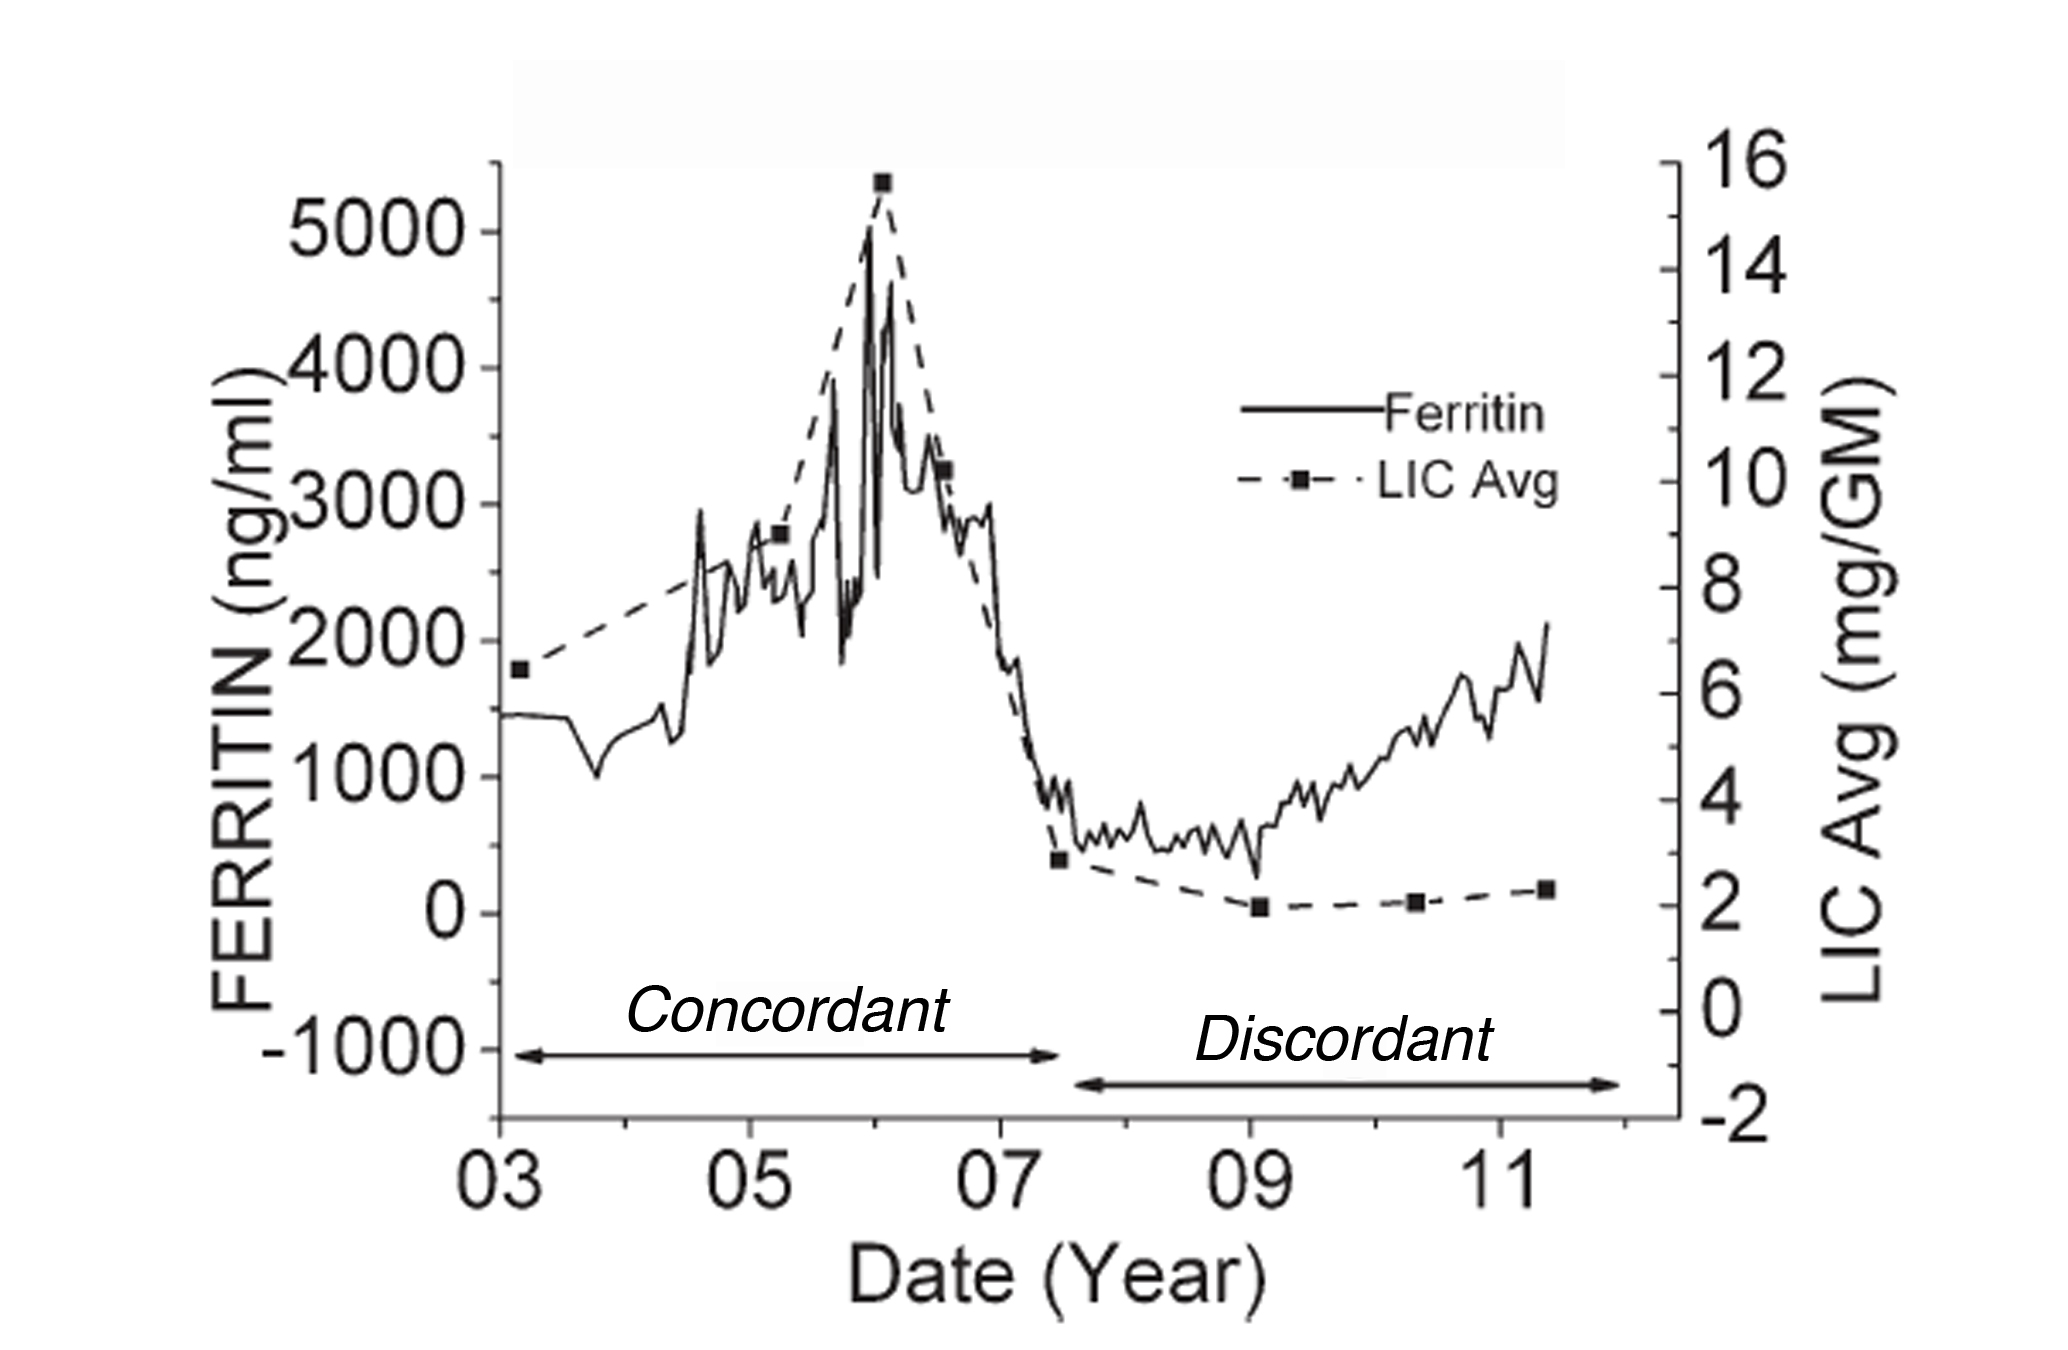 FERRITIN (ng/ml)
5000
4000
3000
2000
1000
0
-1000
16
14
12
10
8
6
4
2
0
-2
LIC Avg (mg/GM)
Ferritin
LIC Avg
Concordant
Discordant
03 05 07 09 11
Date (Year)